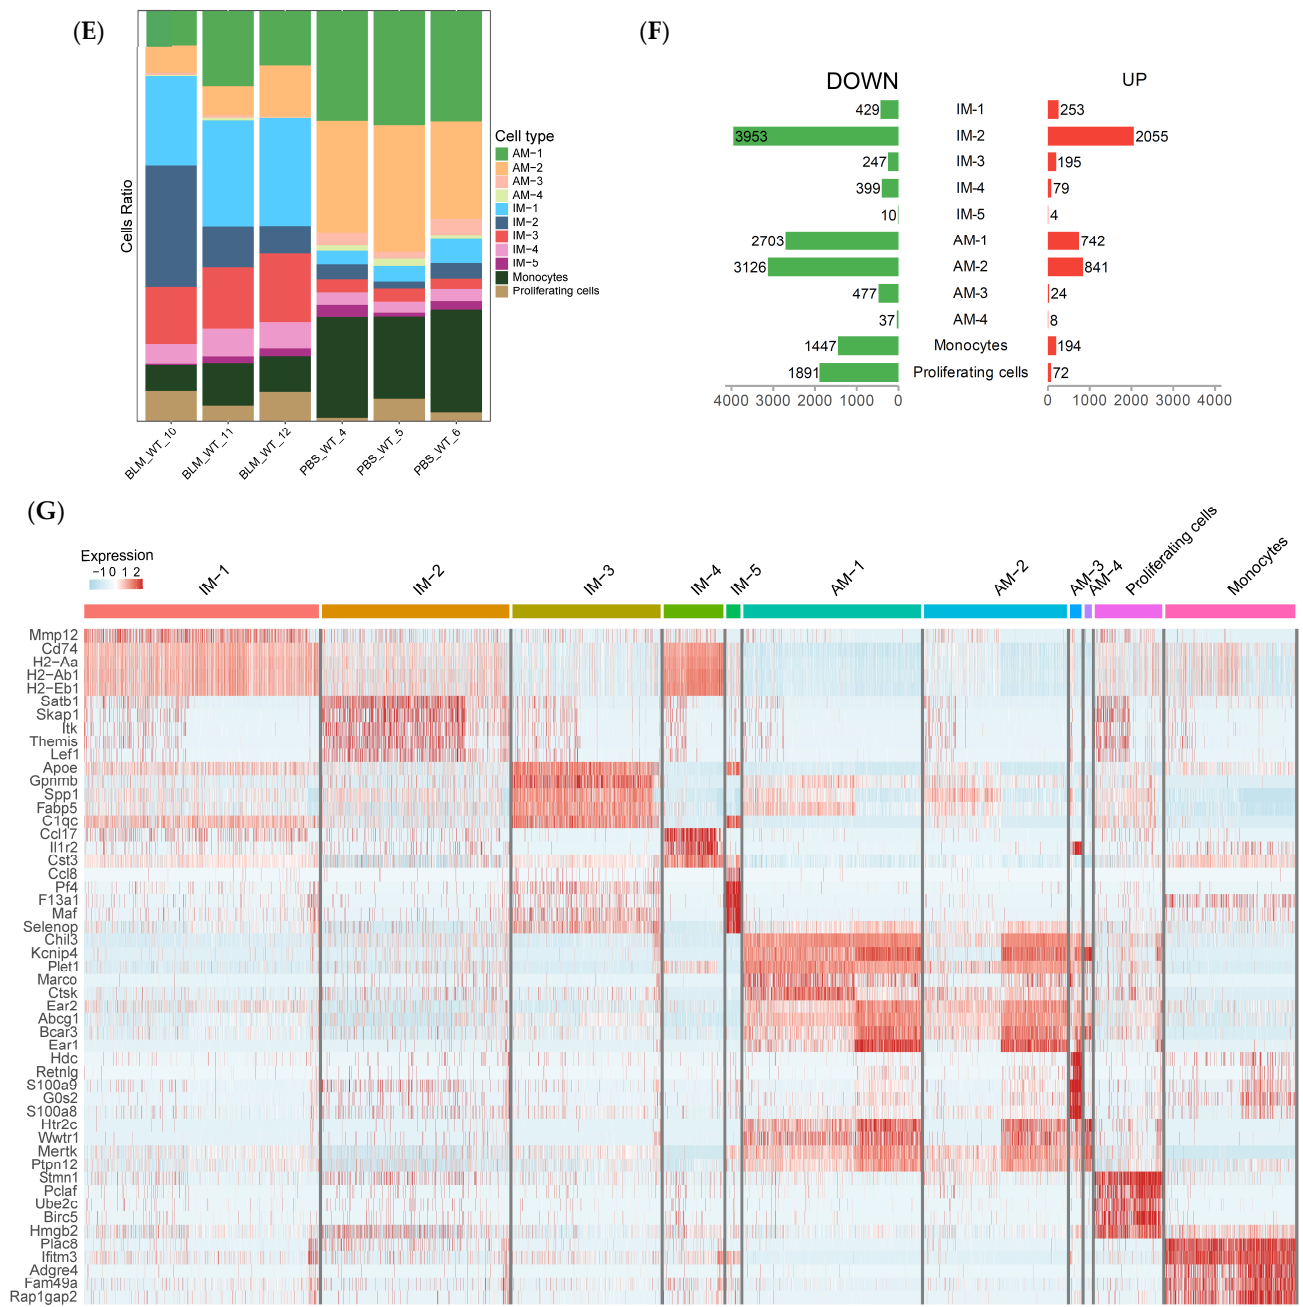 (E)
Cells Ratio
BLM_WT_10
BLM_WT_11
BLM_WT_12
PBS_WT_4
PBS_WT_5
PBS_WT_6
Cell type
AM−1
AM−2
AM−3
AM−4
IM−1
IM−2
IM−3
IM−4
IM−5
Monocytes
Proliferating cells
(F)
DOWN UP
429 IM-1 253
3953 IM-2 2055
247 IM-3 195
399 IM-4 79
10 IM-5 4
2703 AM-1 742
3126 AM-2 841
477 AM-3 24
37 AM-4 8
1447 Monocytes 194
1891 Proliferating cells 72
4000 3000 2000 1000 0 0 1000 2000 3000 4000
(G)
Expression
−1 0 1 2
IM−1
IM−2
IM−3
IM−4
IM−5
AM−1
AM−2
AM−3
AM−4
Proliferating cells
Monocytes
Mmp12
Cd74
H2−Aa
H2−Ab1
H2−Eb1
Satb1
Skap1
Itk
Themis
Lef1
Apoe
Gpnmb
Spp1
Fabp5
C1qc
Ccl17
Il1r2
Cst3
Ccl8
Pf4
F13a1
Maf
Selenop
Chil3
Kcnip4
Plet1
Marco
Ctsk
Ear2
Abcg1
Bcar3
Ear1
Hdc
Retnlg
S100a9
G0s2
S100a8
Htr2c
Wwtr1
Mertk
Ptpn12
Stmn1
Pclaf
Ube2c
Birc5
Hmgb2
Plac8
Ifitm3
Adgre4
Fam49a
Rap1gap2